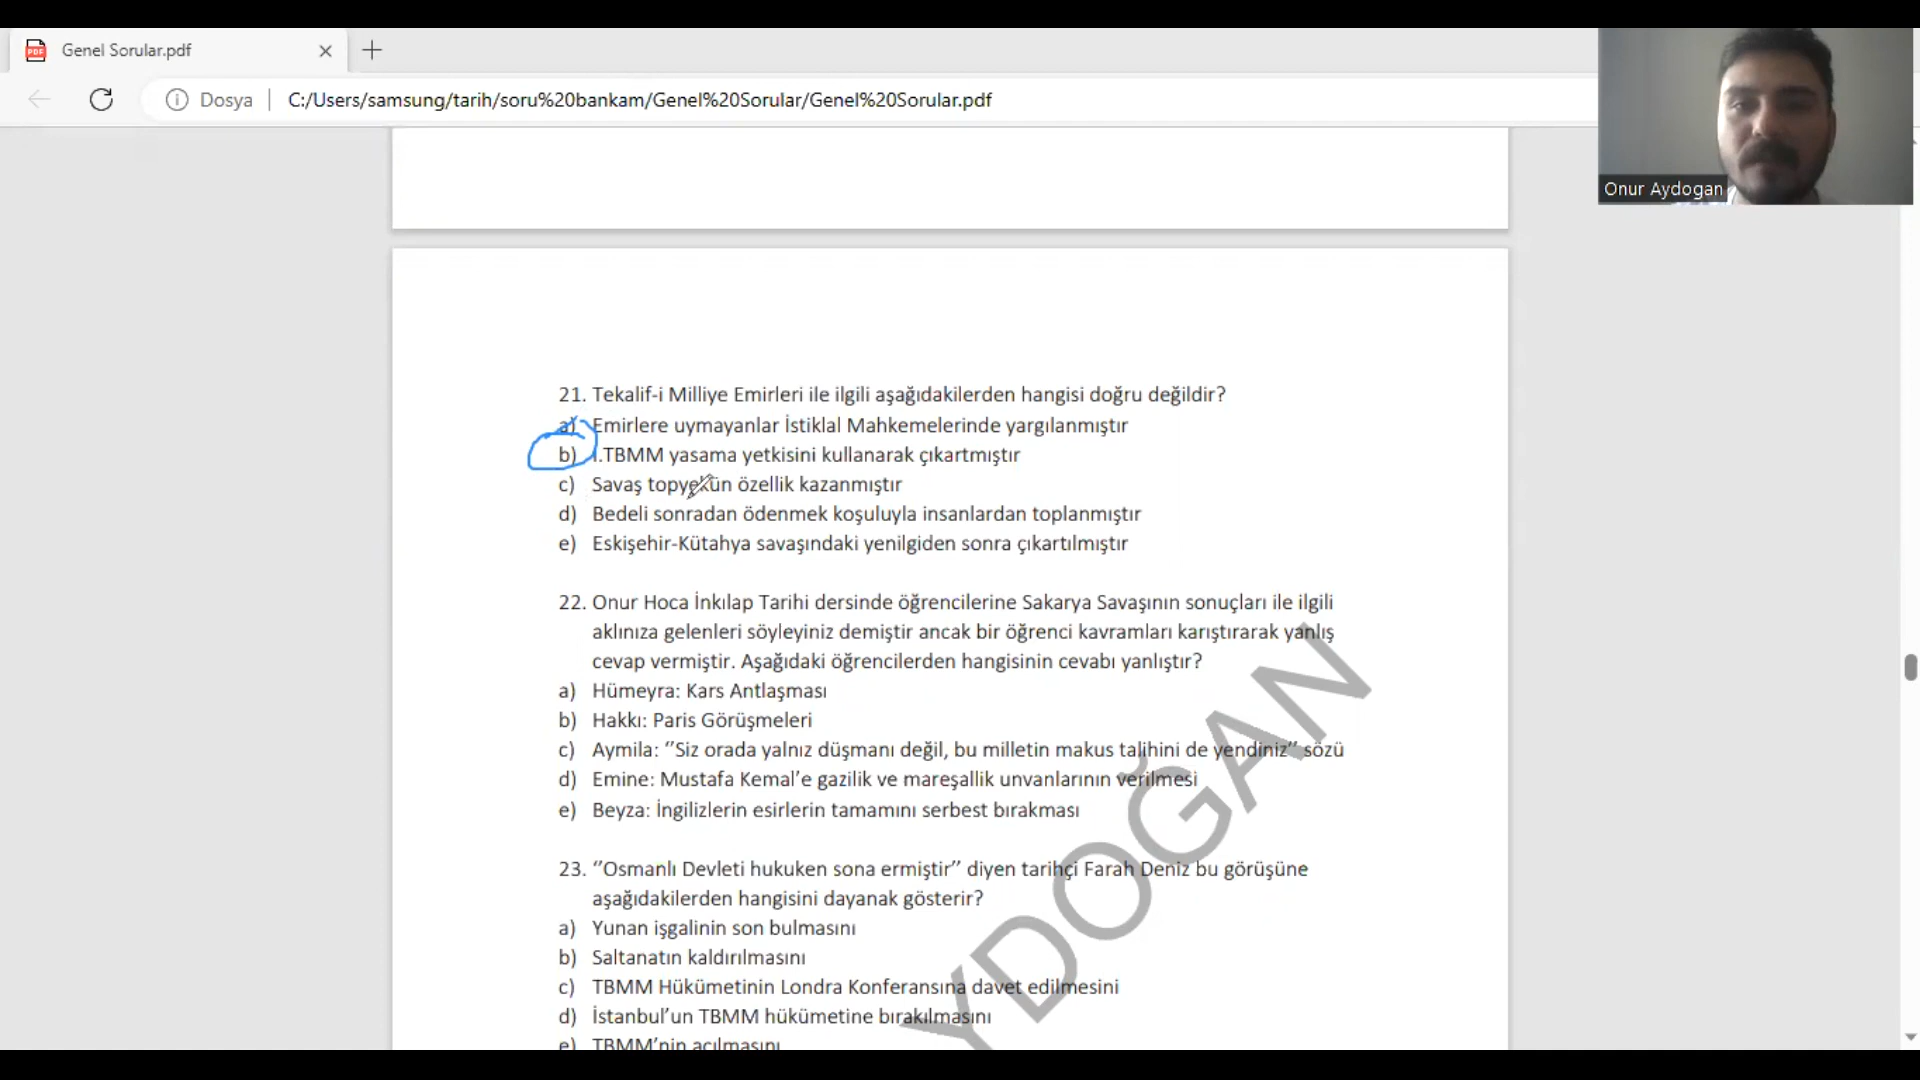 Genel Sorular.pdf
Dosya
C:/Users/samsung/tarih/soru%20bankam/Genel%20Sorular/Genel%20Sorular.pdf
Onur Aydogan
21. Tekalif-i Milliye Emirleri ile ilgili aşağıdakilerden hangisi doğru değildir?
a) Emirlere uymayanlar İstiklal Mahkemelerinde yargılanmıştır
b) I.TBMM yasama yetkisini kullanarak çıkartmıştır
c) Savaş topyekün özellik kazanmıştır
d) Bedeli sonradan ödenmek koşuluyla insanlardan toplanmıştır
e) Eskişehir-Kütahya savaşındaki yenilgiden sonra çıkartılmıştır
22. Onur Hoca İnkılap Tarihi dersinde öğrencilerine Sakarya Savaşının sonuçları ile ilgili
aklınıza gelenleri söyleyiniz demiştir ancak bir öğrenci kavramları karıştırarak yanlış
cevap vermiştir. Aşağıdaki öğrencilerden hangisinin cevabı yanlıştır?
a) Hümeyra: Kars Antlaşması
b) Hakkı: Paris Görüşmeleri
c) Aymila: ‘’Siz orada yalnız düşmanı değil, bu milletin makus talihini de yendiniz’’ sözü
d) Emine: Mustafa Kemal’e gazilik ve mareşallik unvanlarının verilmesi
e) Beyza: İngilizlerin esirlerin tamamını serbest bırakması
23. ‘’Osmanlı Devleti hukuken sona ermiştir’’ diyen tarihçi Farah Deniz bu görüşüne
aşağıdakilerden hangisini dayanak gösterir?
a) Yunan işgalinin son bulmasını
b) Saltanatın kaldırılmasını
c) TBMM Hükümetinin Londra Konferansına davet edilmesini
d) İstanbul’un TBMM hükümetine bırakılmasını
e) TBMM’nin açılmasını
YDOĞAN